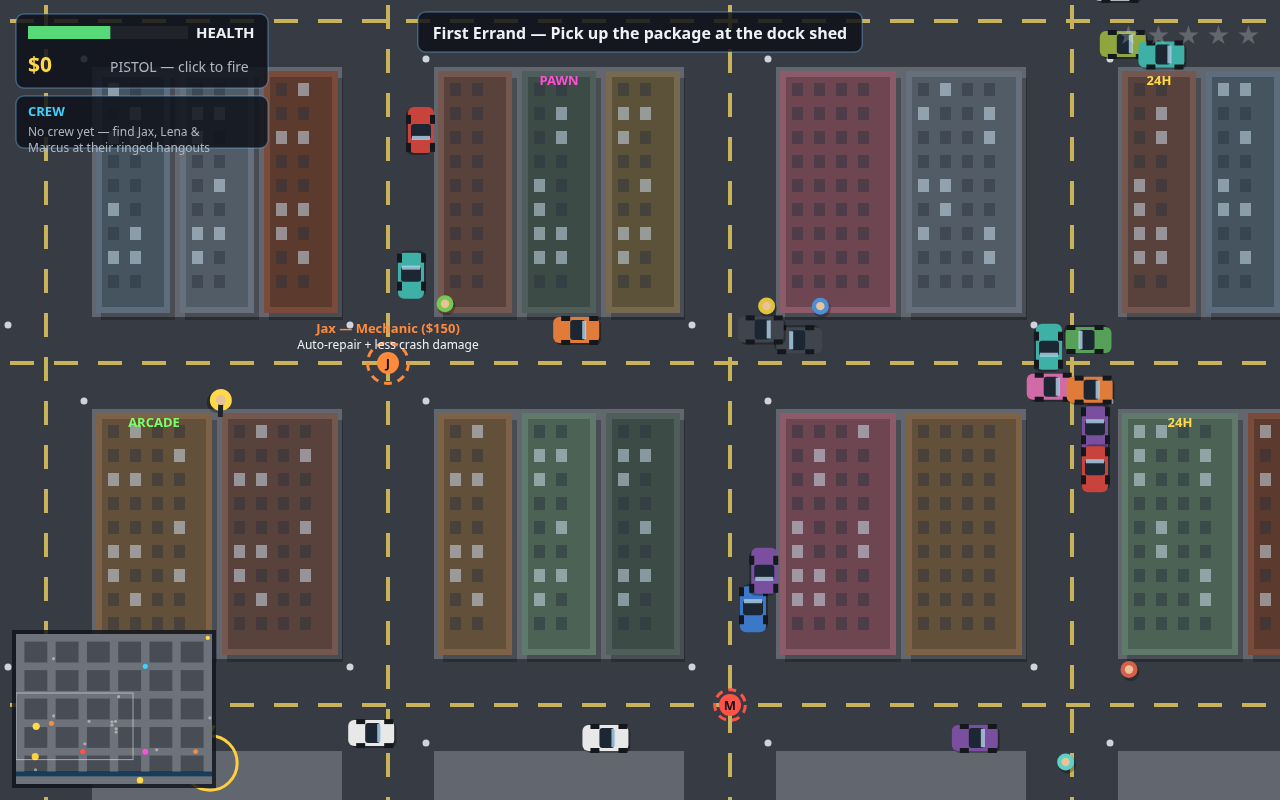 HEALTH
$0
PISTOL — click to fire
First Errand — Pick up the package at the dock shed
CREW
No crew yet — find Jax, Lena &
Marcus at their ringed hangouts
PAWN
24H
Jax — Mechanic ($150)
Auto-repair + less crash damage
J
ARCADE
24H
M